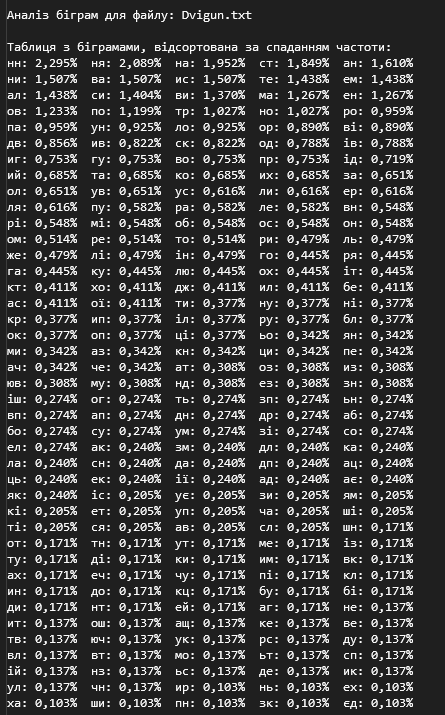 Аналіз біграм для файлу: Dvigun.txt
Таблиця з біграмами, відсортована за спаданням частоти:
нн: 2,295% ня: 2,089% на: 1,952% ст: 1,849% ан: 1,610%
ни: 1,507% ва: 1,507% ис: 1,507% те: 1,438% ем: 1,438%
ал: 1,438% си: 1,404% ви: 1,370% ма: 1,267% ен: 1,267%
ов: 1,233% по: 1,199% тр: 1,027% но: 1,027% ро: 0,959%
па: 0,959% ун: 0,925% ло: 0,925% ор: 0,890% ві: 0,890%
дв: 0,856% ив: 0,822% ск: 0,822% од: 0,788% ів: 0,788%
иг: 0,753% гу: 0,753% во: 0,753% пр: 0,753% ід: 0,719%
ий: 0,685% та: 0,685% ко: 0,685% их: 0,685% за: 0,651%
ол: 0,651% ув: 0,651% ус: 0,616% ли: 0,616% ер: 0,616%
ля: 0,616% пу: 0,582% ра: 0,582% ле: 0,582% вн: 0,548%
рі: 0,548% мі: 0,548% об: 0,548% ос: 0,548% он: 0,548%
ом: 0,514% ре: 0,514% то: 0,514% ри: 0,479% ль: 0,479%
же: 0,479% лі: 0,479% ін: 0,479% го: 0,445% ря: 0,445%
га: 0,445% ку: 0,445% лю: 0,445% ох: 0,445% іт: 0,445%
кт: 0,411% хо: 0,411% дж: 0,411% ил: 0,411% бе: 0,411%
ас: 0,411% ої: 0,411% ти: 0,377% ну: 0,377% ні: 0,377%
кр: 0,377% ип: 0,377% іл: 0,377% ру: 0,377% бл: 0,377%
ок: 0,377% оп: 0,377% ці: 0,377% ьо: 0,342% ян: 0,342%
ми: 0,342% аз: 0,342% кн: 0,342% ци: 0,342% пе: 0,342%
ач: 0,342% че: 0,342% ат: 0,308% оз: 0,308% из: 0,308%
юв: 0,308% му: 0,308% нд: 0,308% ез: 0,308% зн: 0,308%
іш: 0,274% ог: 0,274% ть: 0,274% зп: 0,274% ьн: 0,274%
вп: 0,274% ап: 0,274% дн: 0,274% др: 0,274% аб: 0,274%
бо: 0,274% су: 0,274% ум: 0,274% зі: 0,274% со: 0,274%
ел: 0,274% ак: 0,240% зм: 0,240% дл: 0,240% ка: 0,240%
ла: 0,240% сн: 0,240% да: 0,240% дп: 0,240% ац: 0,240%
ць: 0,240% ек: 0,240% ії: 0,240% ад: 0,240% ає: 0,240%
як: 0,240% іс: 0,205% ує: 0,205% зи: 0,205% ям: 0,205%
кі: 0,205% ет: 0,205% уп: 0,205% ча: 0,205% ші: 0,205%
ті: 0,205% ся: 0,205% ав: 0,205% сл: 0,205% шн: 0,171%
от: 0,171% тн: 0,171% ут: 0,171% ме: 0,171% із: 0,171%
ту: 0,171% ді: 0,171% ки: 0,171% им: 0,171% вк: 0,171%
ах: 0,171% еч: 0,171% чу: 0,171% пі: 0,171% кл: 0,171%
ин: 0,171% до: 0,171% кц: 0,171% бу: 0,171% бі: 0,171%
ди: 0,171% нт: 0,171% ей: 0,171% аг: 0,171% не: 0,137%
ит: 0,137% ош: 0,137% ащ: 0,137% ке: 0,137% ве: 0,137%
тв: 0,137% юч: 0,137% ук: 0,137% рс: 0,137% ду: 0,137%
вл: 0,137% вт: 0,137% мо: 0,137% ьт: 0,137% сп: 0,137%
ій: 0,137% нз: 0,137% ьс: 0,137% де: 0,137% ик: 0,137%
ул: 0,137% чн: 0,137% ир: 0,103% нь: 0,103% ех: 0,103%
ха: 0,103% ши: 0,103% пн: 0,103% зк: 0,103% єд: 0,103%